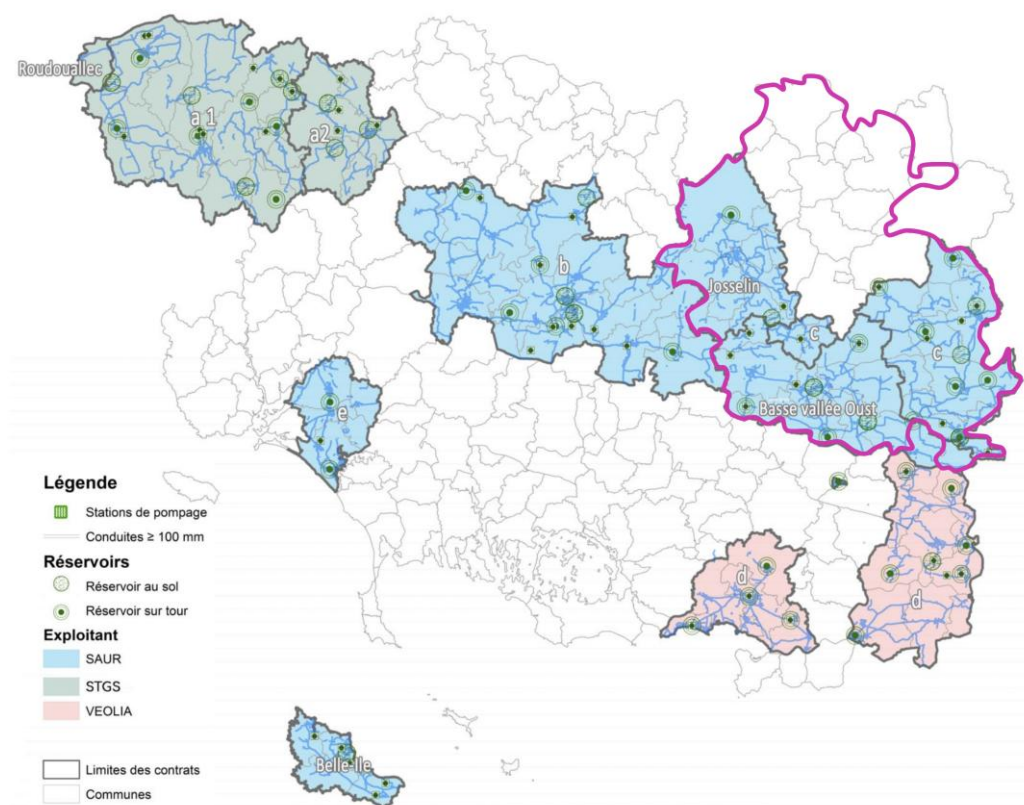 Roudouallec
a 1
a2
b
Josselin
c
c
Basse vallée Oust
e
d
d
Belle-Ile
Légende
Stations de pompage
Conduites ≥ 100 mm
Réservoirs
Réservoir au sol
Réservoir sur tour
Exploitant
SAUR
STGS
VEOLIA
Limites des contrats
Communes